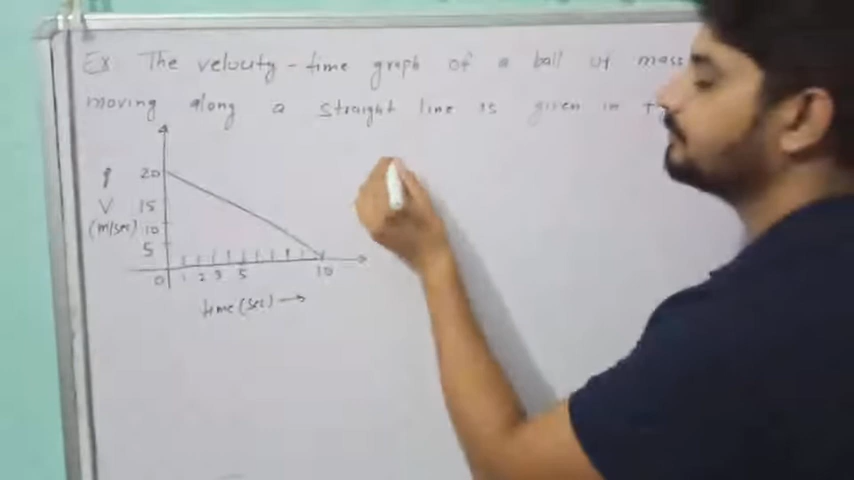 Ex The velocity - time graph of a ball of mass
moving along a straight line is given in
20
V 15
(m/sec) 10
5
0 1 2 3 5 10
time (sec) →